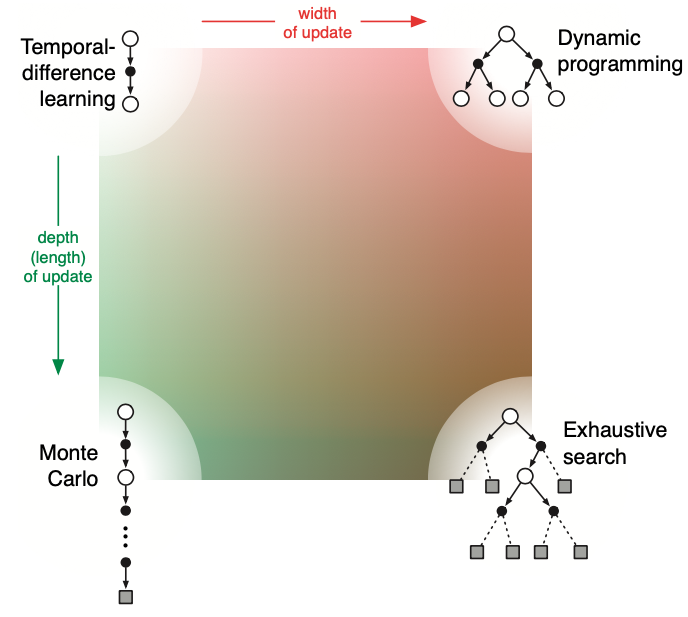 width
of update
Temporal-
difference
learning
Dynamic
programming
depth
(length)
of update
Monte
Carlo
Exhaustive
search